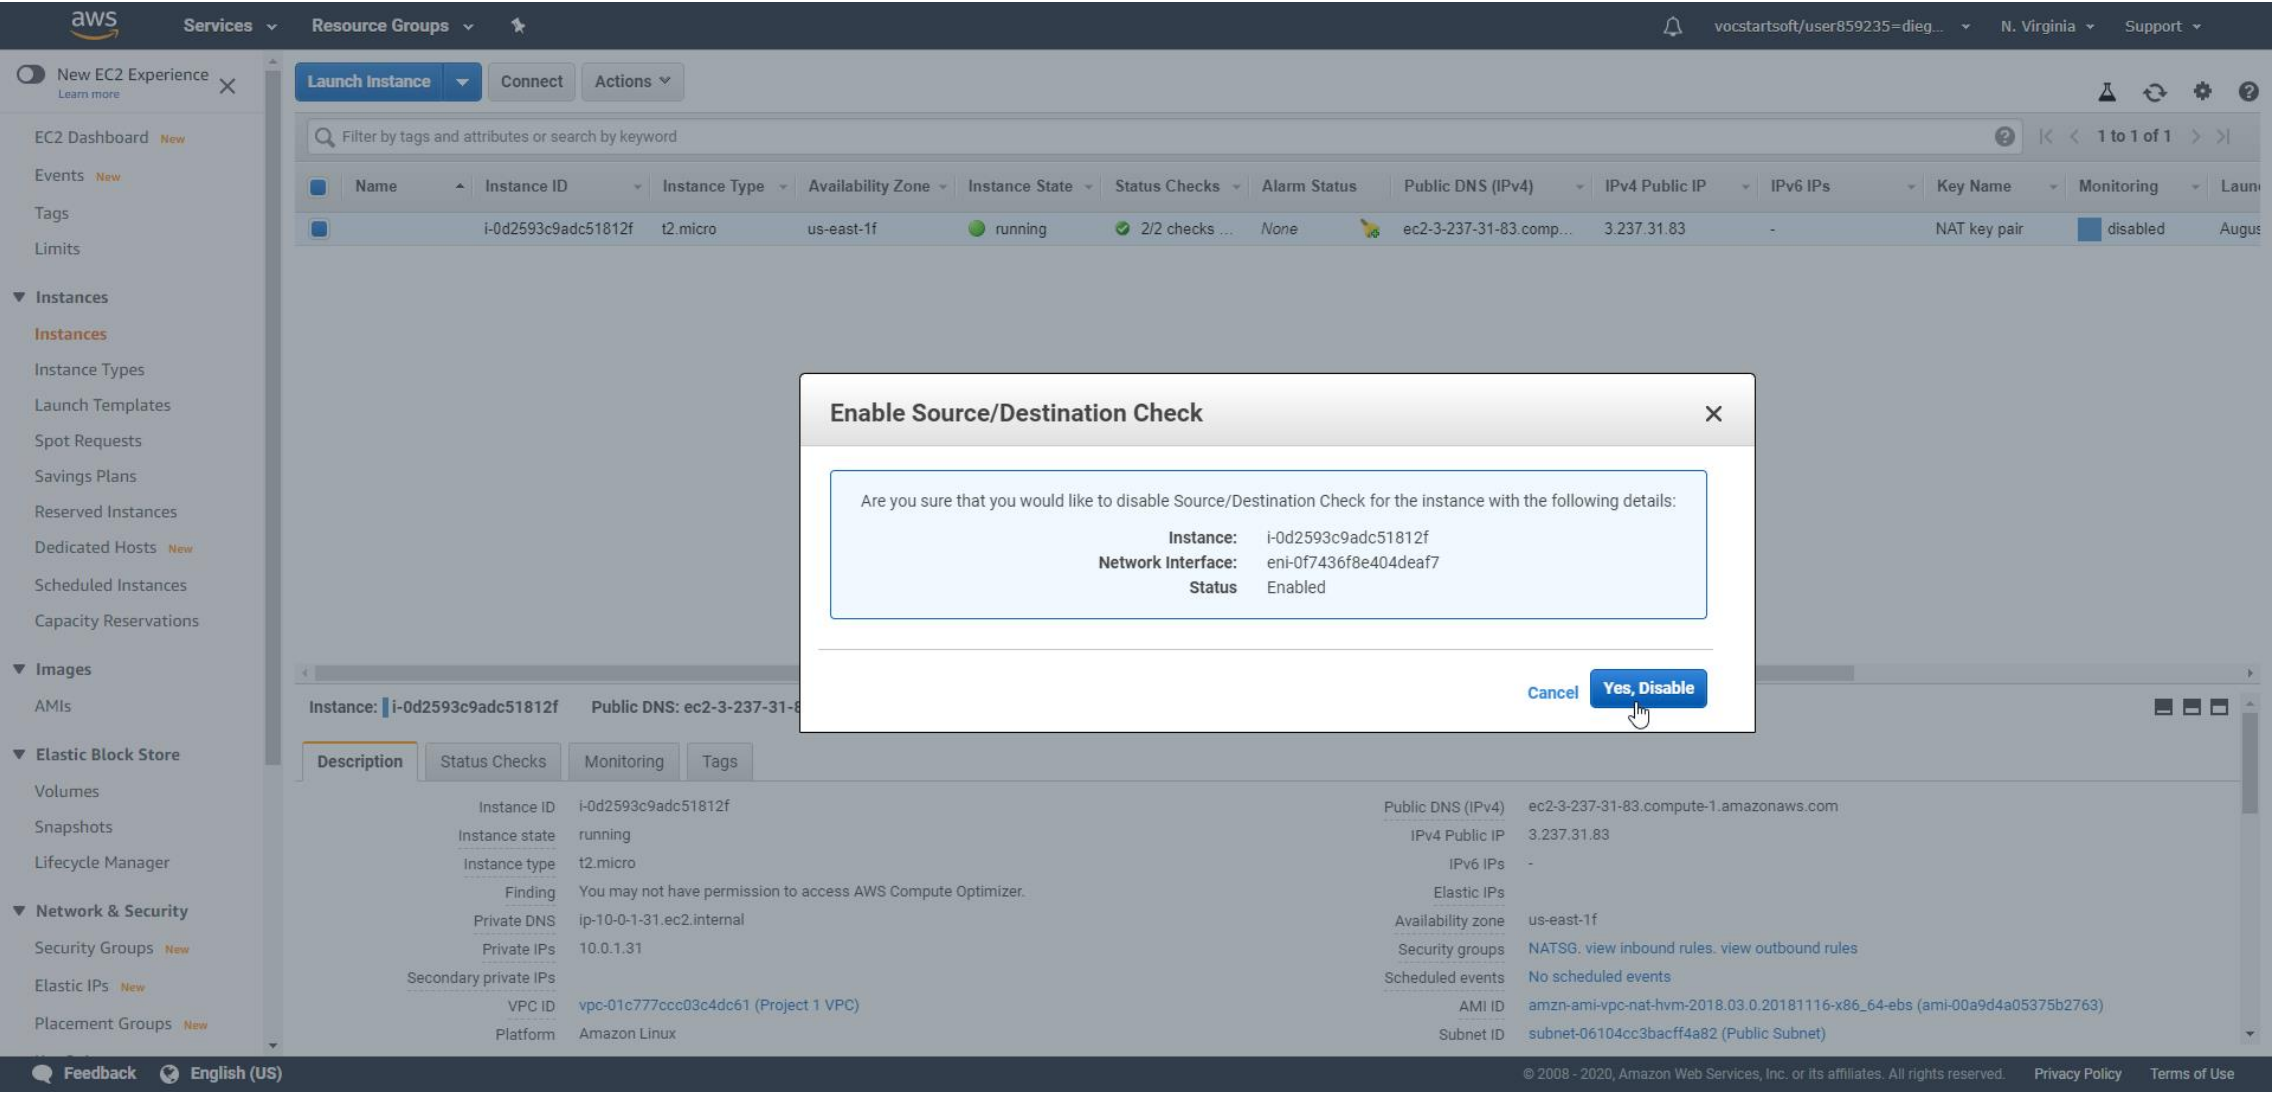 aws Services Resource Groups vocstartsoft/user859235=dieg... N. Virginia Support
New EC2 Experience
Learn more
Launch Instance Connect Actions
EC2 Dashboard New
Events New
Tags
Limits
Instances
Instances
Instance Types
Launch Templates
Spot Requests
Savings Plans
Reserved Instances
Dedicated Hosts New
Scheduled Instances
Capacity Reservations
Images
AMIs
Elastic Block Store
Volumes
Snapshots
Lifecycle Manager
Network & Security
Security Groups New
Elastic IPs New
Placement Groups New
Filter by tags and attributes or search by keyword 1 to 1 of 1
Name Instance ID Instance Type Availability Zone Instance State Status Checks Alarm Status Public DNS (IPv4) IPv4 Public IP IPv6 IPs Key Name Monitoring Laun
i-0d2593c9adc51812f t2.micro us-east-1f running 2/2 checks ... None ec2-3-237-31-83.comp... 3.237.31.83 - NAT key pair disabled Augus
Enable Source/Destination Check
Are you sure that you would like to disable Source/Destination Check for the instance with the following details:
Instance: i-0d2593c9adc51812f
Network Interface: eni-0f7436f8e404deaf7
Status Enabled
Cancel Yes, Disable
Instance: i-0d2593c9adc51812f Public DNS: ec2-3-237-31-8
Description Status Checks Monitoring Tags
Instance ID i-0d2593c9adc51812f
Instance state running
Instance type t2.micro
Finding You may not have permission to access AWS Compute Optimizer.
Private DNS ip-10-0-1-31.ec2.internal
Private IPs 10.0.1.31
Secondary private IPs
VPC ID vpc-01c777ccc03c4dc61 (Project 1 VPC)
Platform Amazon Linux
Public DNS (IPv4) ec2-3-237-31-83.compute-1.amazonaws.com
IPv4 Public IP 3.237.31.83
IPv6 IPs -
Elastic IPs
Availability zone us-east-1f
Security groups NATSG. view inbound rules. view outbound rules
Scheduled events No scheduled events
AMI ID amzn-ami-vpc-nat-hvm-2018.03.0.20181116-x86_64-ebs (ami-00a9d4a05375b2763)
Subnet ID subnet-06104cc3bacff4a82 (Public Subnet)
Feedback English (US) © 2008 - 2020, Amazon Web Services, Inc. or its affiliates. All rights reserved. Privacy Policy Terms of Use